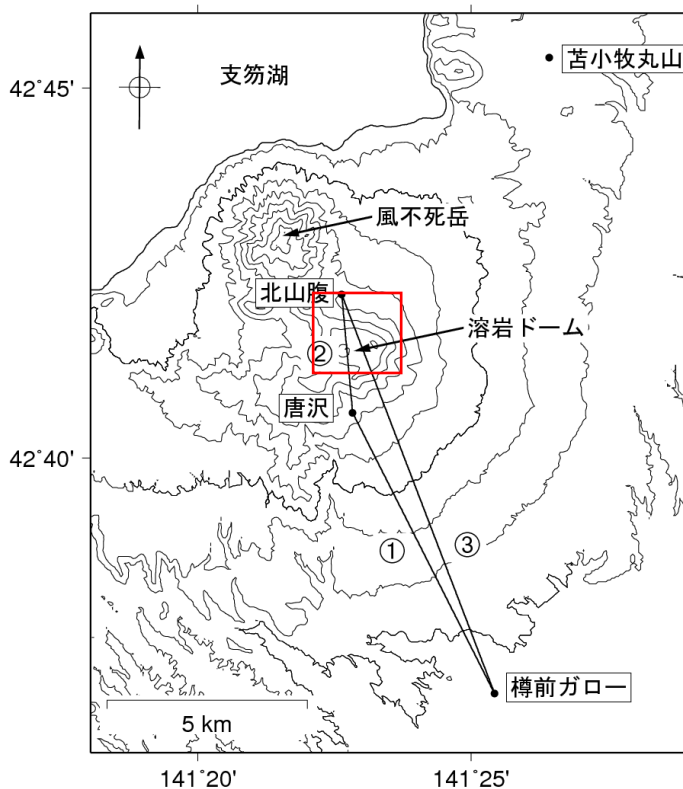 苫小牧丸山
支笏湖
42°45'
風不死岳
北山腹
溶岩ドーム
②
唐沢
42°40'
①
③
樽前ガロー
5 km
141°20'
141°25'